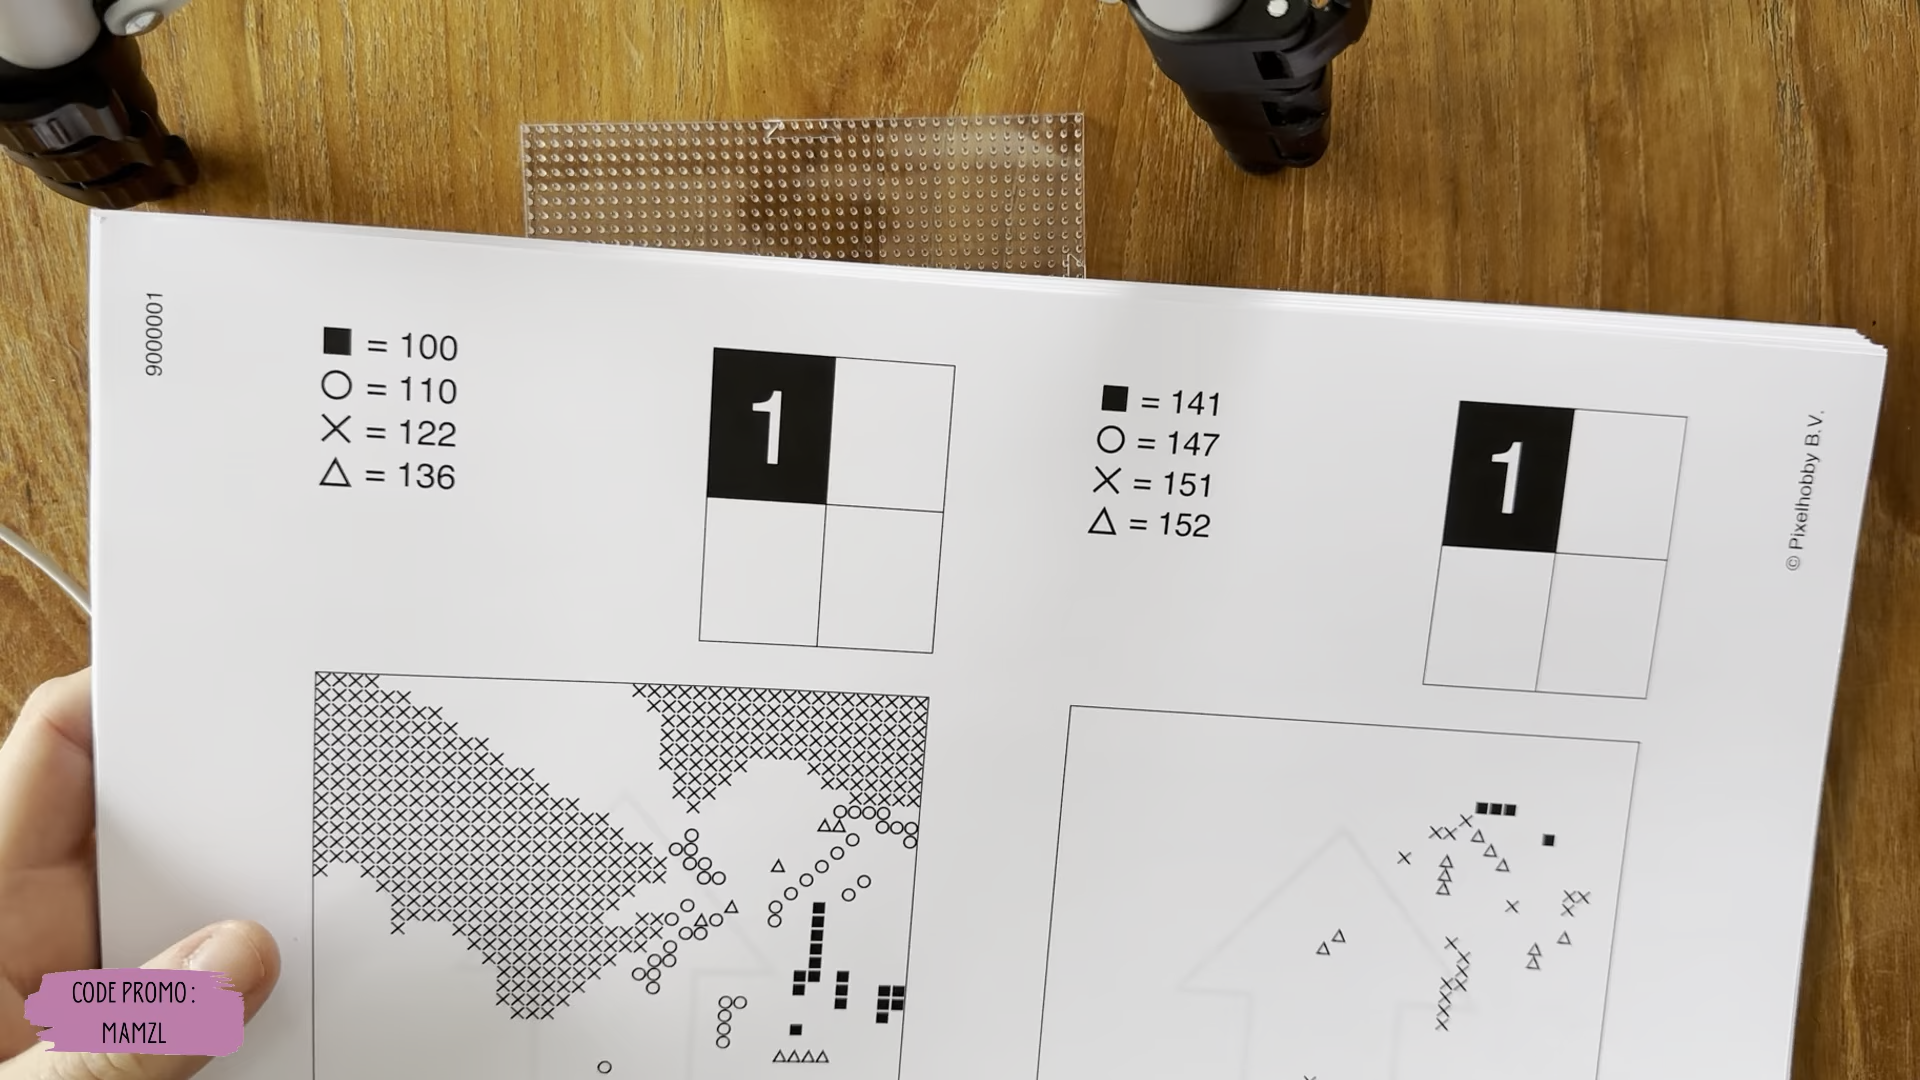 9000001
■ = 100
○ = 110
× = 122
△ = 136
1
■ = 141
○ = 147
× = 151
△ = 152
1
© Pixelhobby B.V.
CODE PROMO :
MAMZL